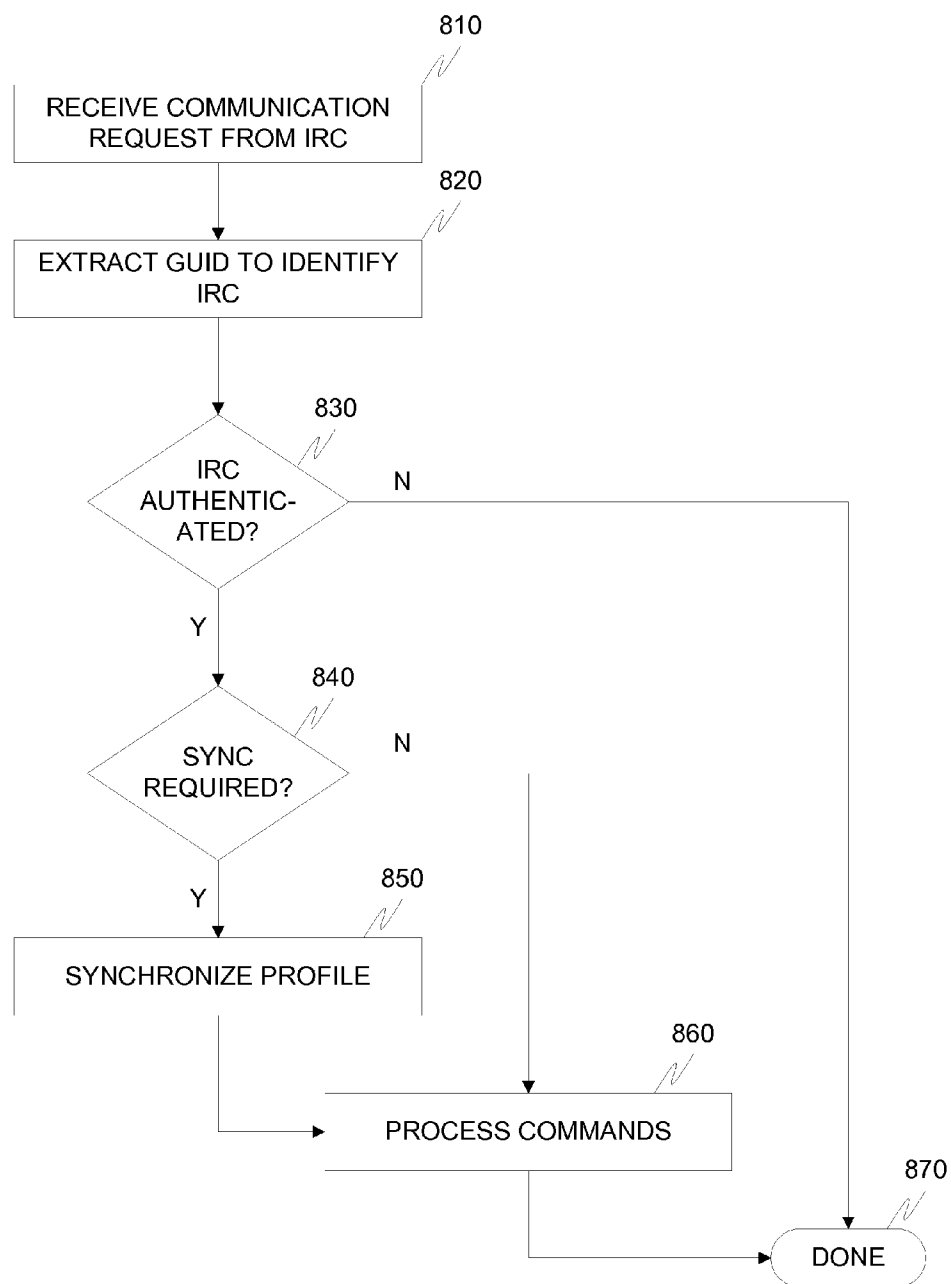 810
RECEIVE COMMUNICATION
REQUEST FROM IRC
820
EXTRACT GUID TO IDENTIFY
IRC
830
IRC
AUTHENTIC-
ATED?
N
Y
840
SYNC
REQUIRED?
N
Y
850
SYNCHRONIZE PROFILE
860
PROCESS COMMANDS
870
DONE